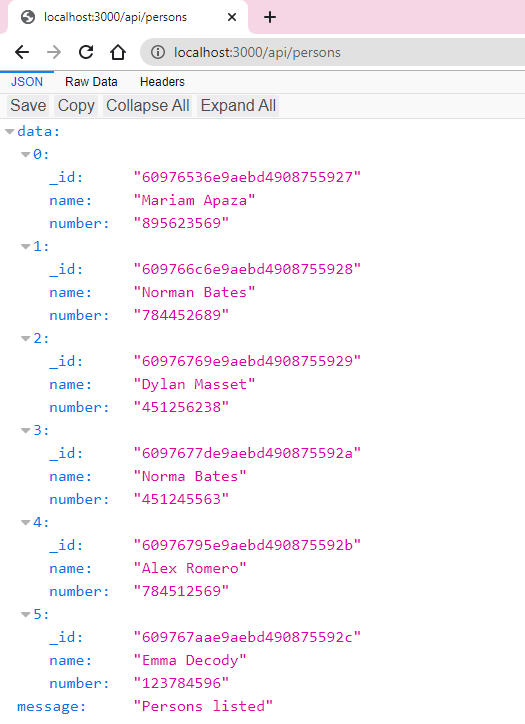 localhost:3000/api/persons
localhost:3000/api/persons
JSON Raw Data Headers
Save Copy Collapse All Expand All
data:
0:
_id: "60976536e9aebd4908755927"
name: "Mariam Apaza"
number: "895623569"
1:
_id: "609766c6e9aebd4908755928"
name: "Norman Bates"
number: "784452689"
2:
_id: "60976769e9aebd4908755929"
name: "Dylan Masset"
number: "451256238"
3:
_id: "6097677de9aebd490875592a"
name: "Norma Bates"
number: "451245563"
4:
_id: "60976795e9aebd490875592b"
name: "Alex Romero"
number: "784512569"
5:
_id: "609767aae9aebd490875592c"
name: "Emma Decody"
number: "123784596"
message: "Persons listed"